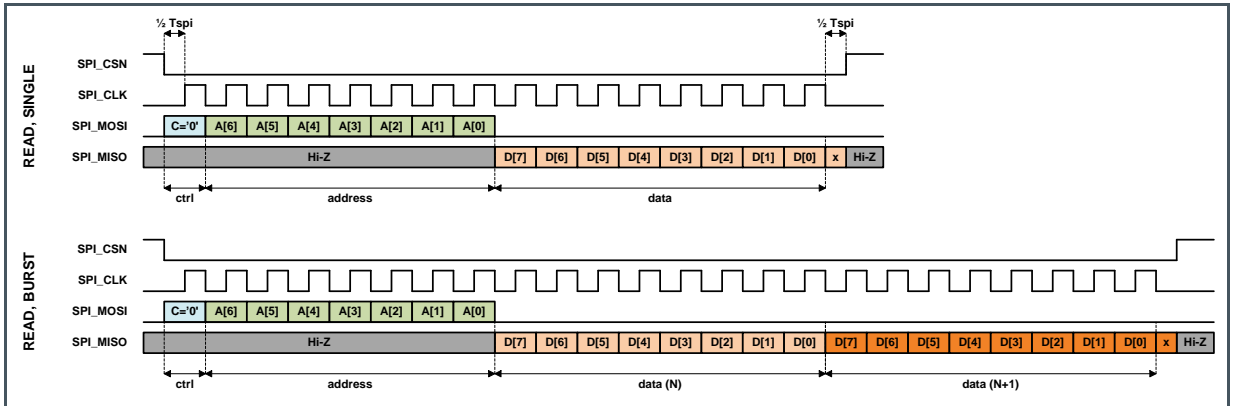 ½ Tspi ½ Tspi
READ, SINGLE
SPI_CSN
SPI_CLK
SPI_MOSI C='0' A[6] A[5] A[4] A[3] A[2] A[1] A[0]
SPI_MISO Hi-Z D[7] D[6] D[5] D[4] D[3] D[2] D[1] D[0] x Hi-Z
ctrl address data
READ, BURST
SPI_CSN
SPI_CLK
SPI_MOSI C='0' A[6] A[5] A[4] A[3] A[2] A[1] A[0]
SPI_MISO Hi-Z D[7] D[6] D[5] D[4] D[3] D[2] D[1] D[0] D[7] D[6] D[5] D[4] D[3] D[2] D[1] D[0] x Hi-Z
ctrl address data (N) data (N+1)